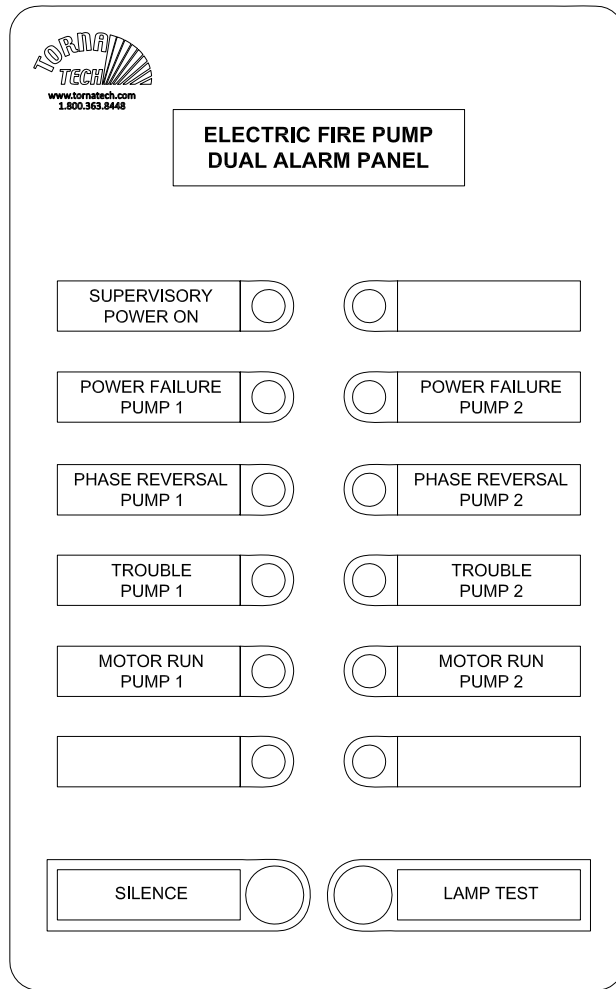 TORNA
TECH
www.tornatech.com
1.800.363.8448
ELECTRIC FIRE PUMP
DUAL ALARM PANEL
SUPERVISORY
POWER ON
POWER FAILURE
PUMP 1
POWER FAILURE
PUMP 2
PHASE REVERSAL
PUMP 1
PHASE REVERSAL
PUMP 2
TROUBLE
PUMP 1
TROUBLE
PUMP 2
MOTOR RUN
PUMP 1
MOTOR RUN
PUMP 2
SILENCE
LAMP TEST